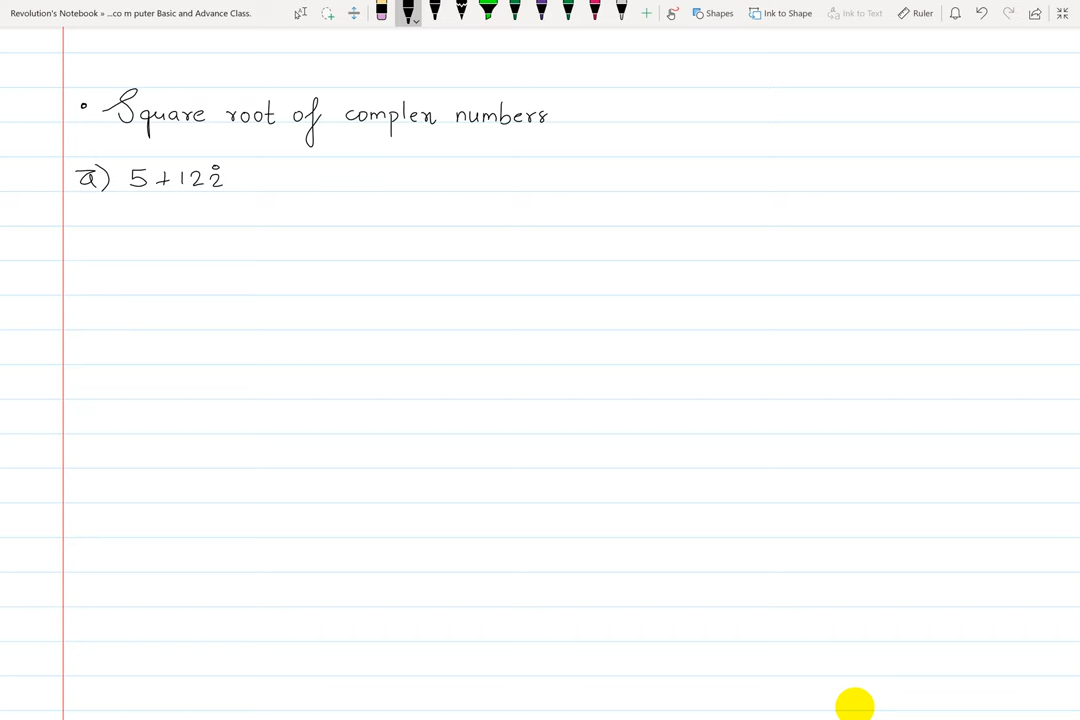 Revolution's Notebook » ...co m puter Basic and Advance Class.
Shapes
Ink to Shape
Ink to Text
Ruler
• Square root of complex numbers
a) 5+12i